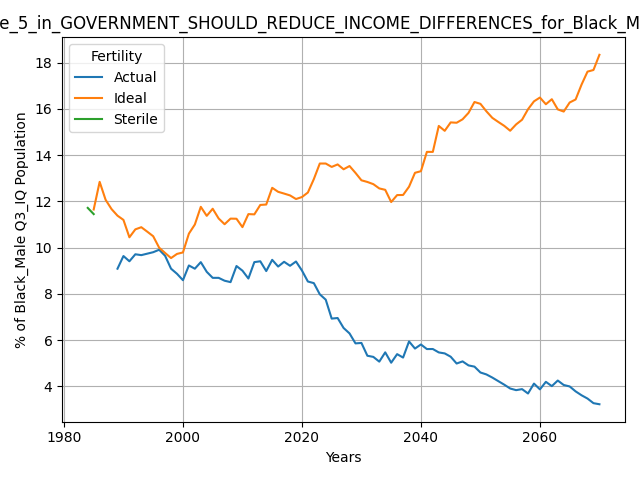 e_5_in_GOVERNMENT_SHOULD_REDUCE_INCOME_DIFFERENCES_for_Black_M
Fertility
Actual
Ideal
Sterile
% of Black_Male Q3_IQ Population
18
16
14
12
10
8
6
4
1980 2000 2020 2040 2060
Years